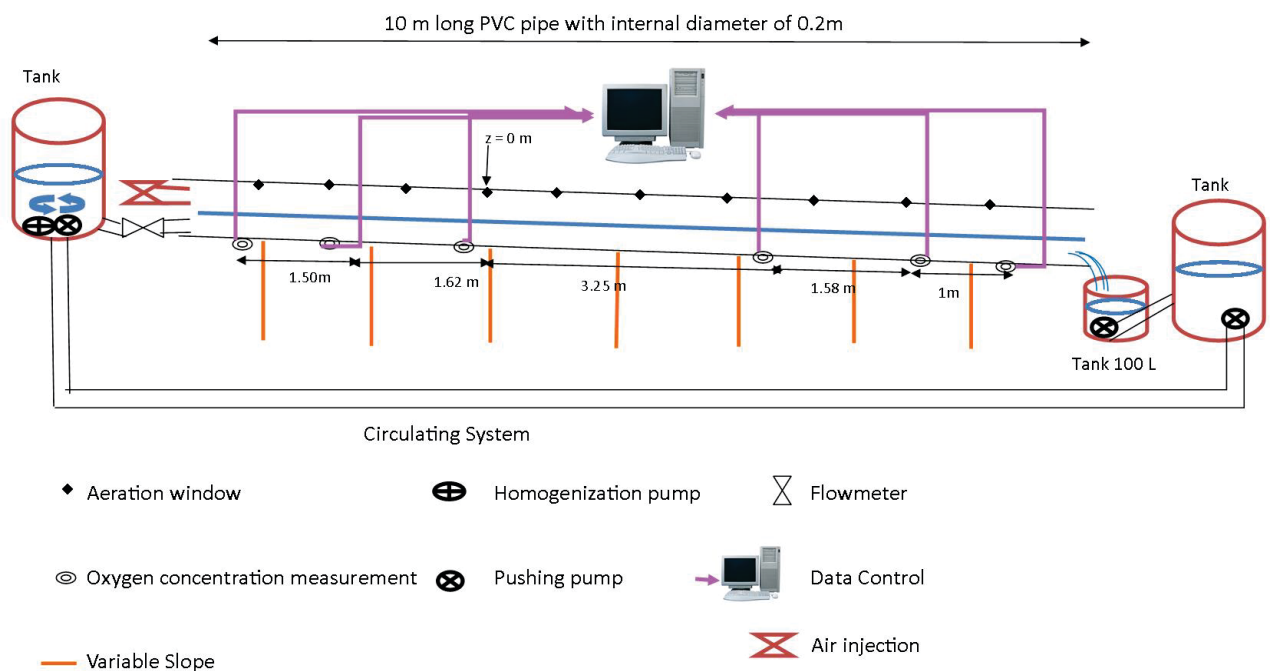 10 m long PVC pipe with internal diameter of 0.2m
Tank
z = 0 m
Tank
1.50m
1.62 m
3.25 m
1.58 m
1m
Tank 100 L
Circulating System
Aeration window
Homogenization pump
Flowmeter
Oxygen concentration measurement
Pushing pump
Data Control
Variable Slope
Air injection